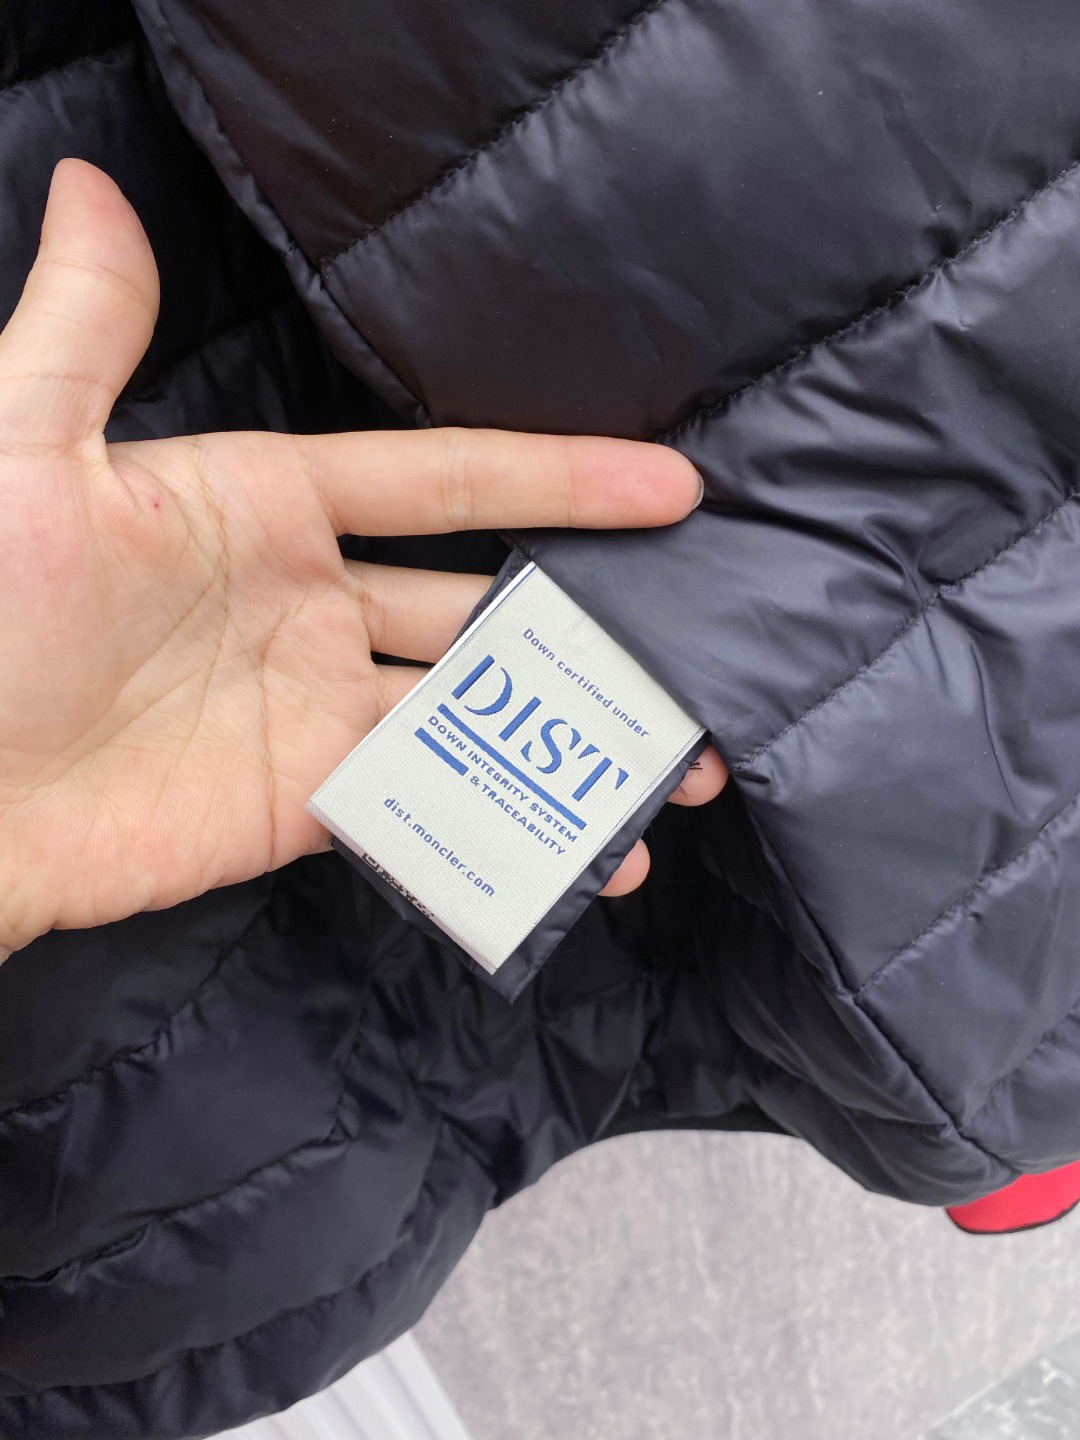 Down certified under
DIST
DOWN INTEGRITY SYSTEM
& TRACEABILITY
dist.moncler.com